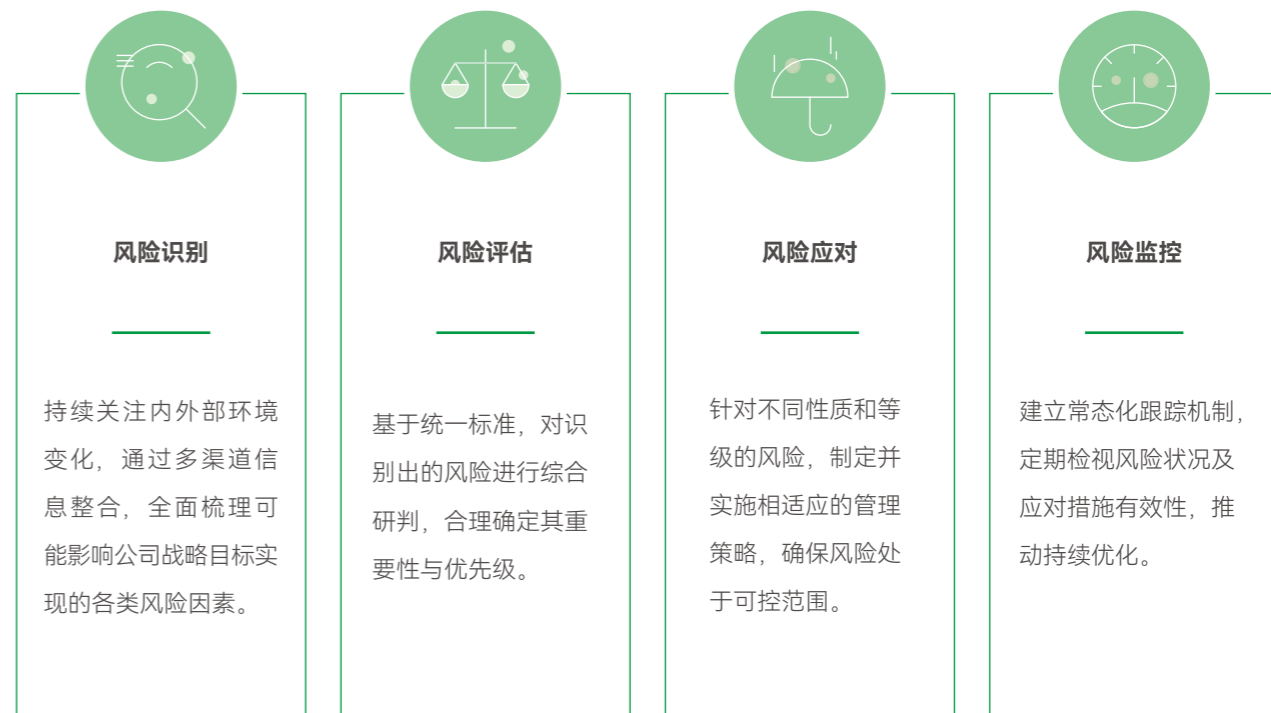 风险识别
持续关注内外部环境
变化，通过多渠道信
息整合，全面梳理可
能影响公司战略目标实
现的各类风险因素。
风险评估
基于统一标准，对识
别出的风险进行综合
研判，合理确定其重
要性与优先级。
风险应对
针对不同性质和等
级的风险，制定并
实施相适应的管理
策略，确保风险处
于可控范围。
风险监控
建立常态化跟踪机制，
定期检视风险状况及
应对措施有效性，推
动持续优化。